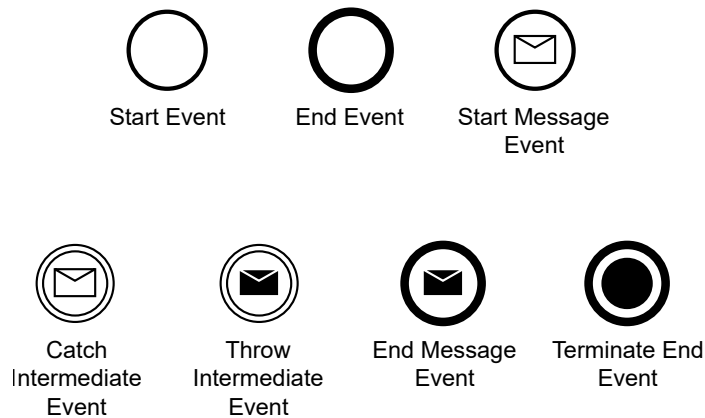 Start Event
End Event
Start Message
Event
Catch
Intermediate
Event
Throw
Intermediate
Event
End Message
Event
Terminate End
Event